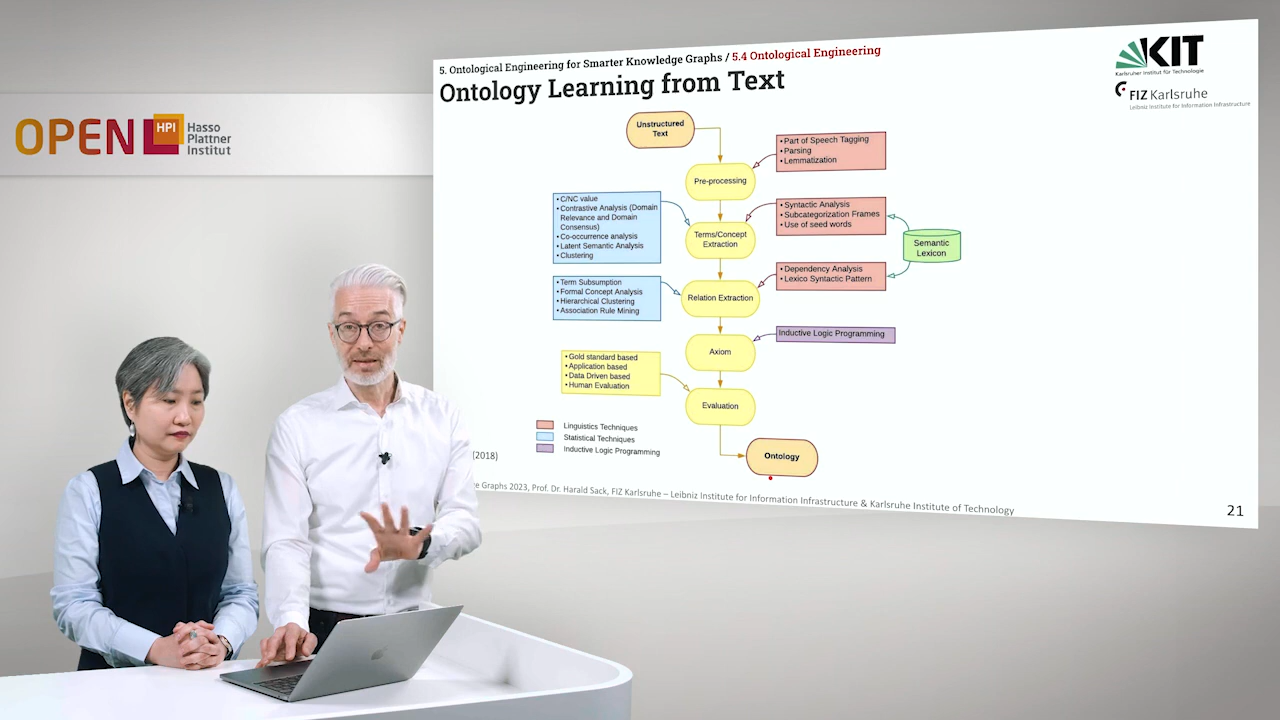 OPEN
HPI
Hasso
Plattner
Institut
5. Ontological Engineering for Smarter Knowledge Graphs / 5.4 Ontological Engineering
Ontology Learning from Text
KIT
Karlsruher Institut für Technologie
FIZ Karlsruhe
Leibniz Institute for Information Infrastructure
Unstructured
Text
• Part of Speech Tagging
• Parsing
• Lemmatization
Pre-processing
• C/NC value
• Contrastive Analysis (Domain
Relevance and Domain
Consensus)
• Co-occurrence analysis
• Latent Semantic Analysis
• Clustering
Terms/Concept
Extraction
• Syntactic Analysis
• Subcategorization Frames
• Use of seed words
Semantic
Lexicon
• Dependency Analysis
• Lexico Syntactic Pattern
• Term Subsumption
• Formal Concept Analysis
• Hierarchical Clustering
• Association Rule Mining
Relation Extraction
Inductive Logic Programming
Axiom
• Gold standard based
• Application based
• Data Driven based
• Human Evaluation
Evaluation
Linguistics Techniques
Statistical Techniques
Inductive Logic Programming
Ontology
(2018)
Graphs 2023, Prof. Dr. Harald Sack, FIZ Karlsruhe – Leibniz Institute for Information Infrastructure & Karlsruhe Institute of Technology
21